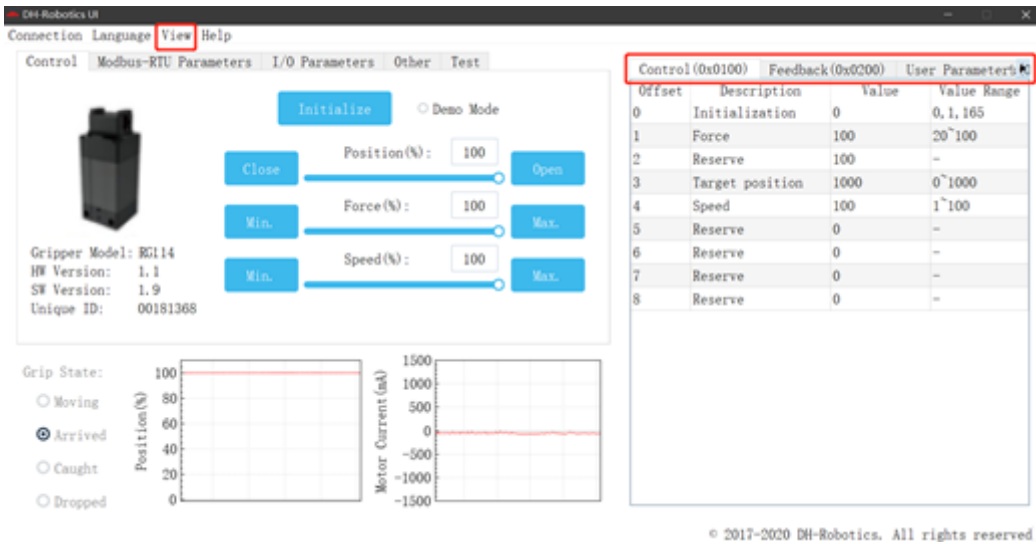 DH-Robotics UI
Connection Language View Help
Control Modbus-RTU Parameters I/O Parameters Other Test
Initialize Demo Mode
Position(%): 100
Close Open
Force(%): 100
Min. Max.
Speed(%): 100
Min. Max.
Gripper Model: RGI14
HW Version: 1.1
SW Version: 1.9
Unique ID: 00181368
Control(0x0100) Feedback(0x0200) User Parameters
Offset Description Value Value Range
0 Initialization 0 0,1,165
1 Force 100 20~100
2 Reserve 100 -
3 Target position 1000 0~1000
4 Speed 100 1~100
5 Reserve 0 -
6 Reserve 0 -
7 Reserve 0 -
8 Reserve 0 -
Grip State:
Moving
Arrived
Caught
Dropped
Position(%)
100
80
60
40
20
0
Motor Current(mA)
1500
1000
500
0
-500
-1000
-1500
© 2017-2020 DH-Robotics. All rights reserved